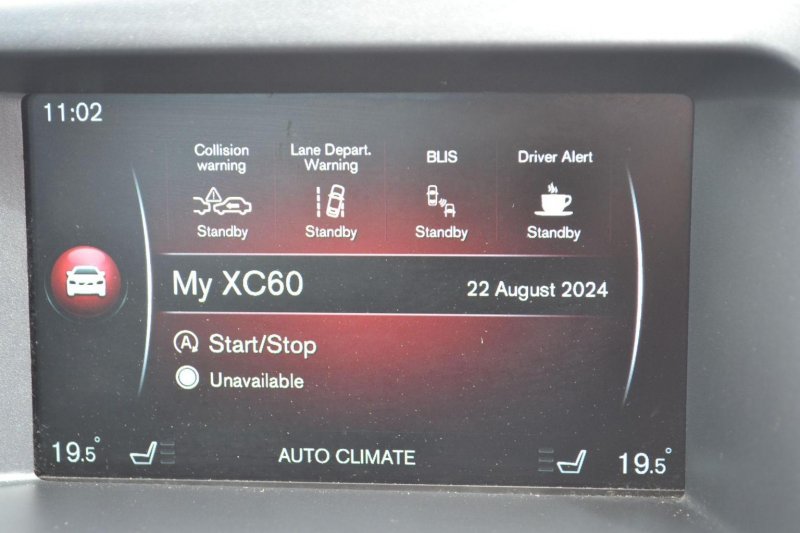 11:02
Collision
warning
Standby
Lane Depart.
Warning
Standby
BLIS
Standby
Driver Alert
Standby
My XC60
22 August 2024
A Start/Stop
Unavailable
19.5°
AUTO CLIMATE
19.5°